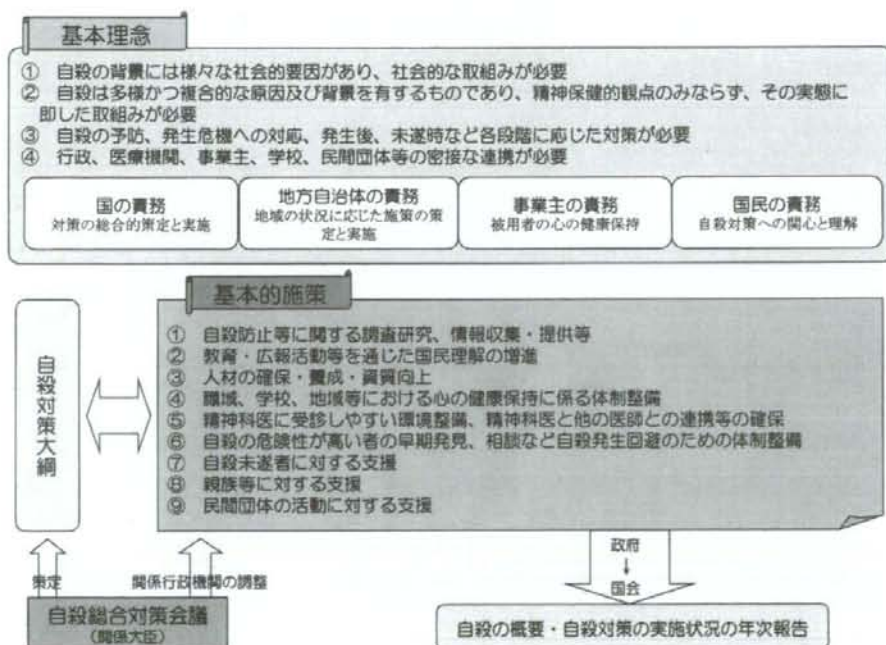 基本理念
① 自殺の背景には様々な社会的要因があり、社会的な取組みが必要
② 自殺は多様かつ複合的な原因及び背景を有するものであり、精神保健的観点のみならず、その実態に
即した取組みが必要
③ 自殺の予防、発生危機への対応、発生後、未遂時など各段階に応じた対策が必要
④ 行政、医療機関、事業主、学校、民間団体等の密接な連携が必要
国の責務
対策の総合的策定と実施
地方自治体の責務
地域の状況に応じた施策の策
定と実施
事業主の責務
被用者の心の健康保持
国民の責務
自殺対策への関心と理解
自殺対策大綱
基本的施策
① 自殺防止等に関する調査研究、情報収集・提供等
② 教育・広報活動等を通じた国民理解の増進
③ 人材の確保・養成・資質向上
④ 職域、学校、地域等における心の健康保持に係る体制整備
⑤ 精神科医に受診しやすい環境整備、精神科医と他の医師との連携等の確保
⑥ 自殺の危険性が高い者の早期発見、相談など自殺発生回避のための体制整備
⑦ 自殺未遂者に対する支援
⑧ 親族等に対する支援
⑨ 民間団体の活動に対する支援
策定
関係行政機関の調整
自殺総合対策会議
(関係大臣)
政府
↓
国会
自殺の概要・自殺対策の実施状況の年次報告